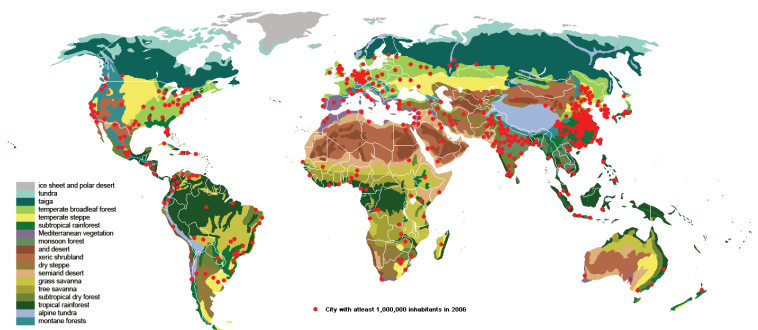 ice sheet and polar desert
tundra
taiga
temperate broadleaf forest
temperate steppe
subtropical rainforest
Mediterranean vegetation
monsoon forest
arid desert
xeric shrubland
dry steppe
semiarid desert
grass savanna
tree savanna
subtropical dry forest
tropical rainforest
alpine tundra
montane forests
City with atleast 1,000,000 inhabitants in 2006